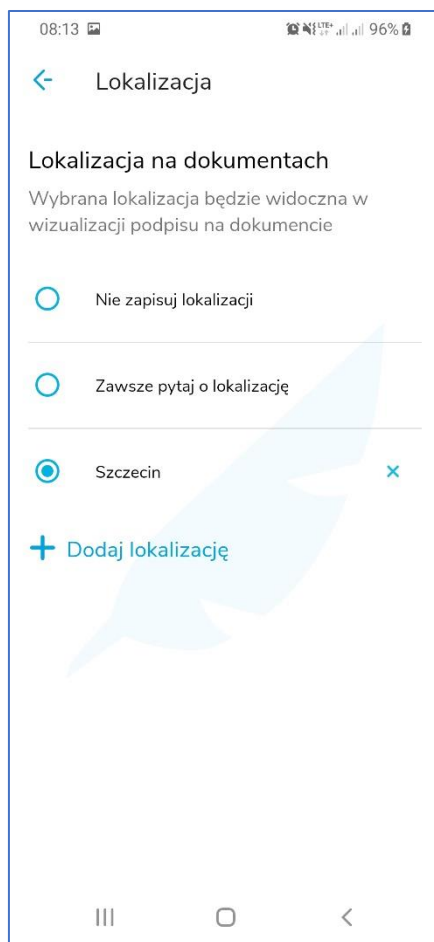 08:13 LTE+ 96%
Lokalizacja
Lokalizacja na dokumentach
Wybrana lokalizacja będzie widoczna w
wizualizacji podpisu na dokumencie
Nie zapisuj lokalizacji
Zawsze pytaj o lokalizację
Szczecin
Dodaj lokalizację